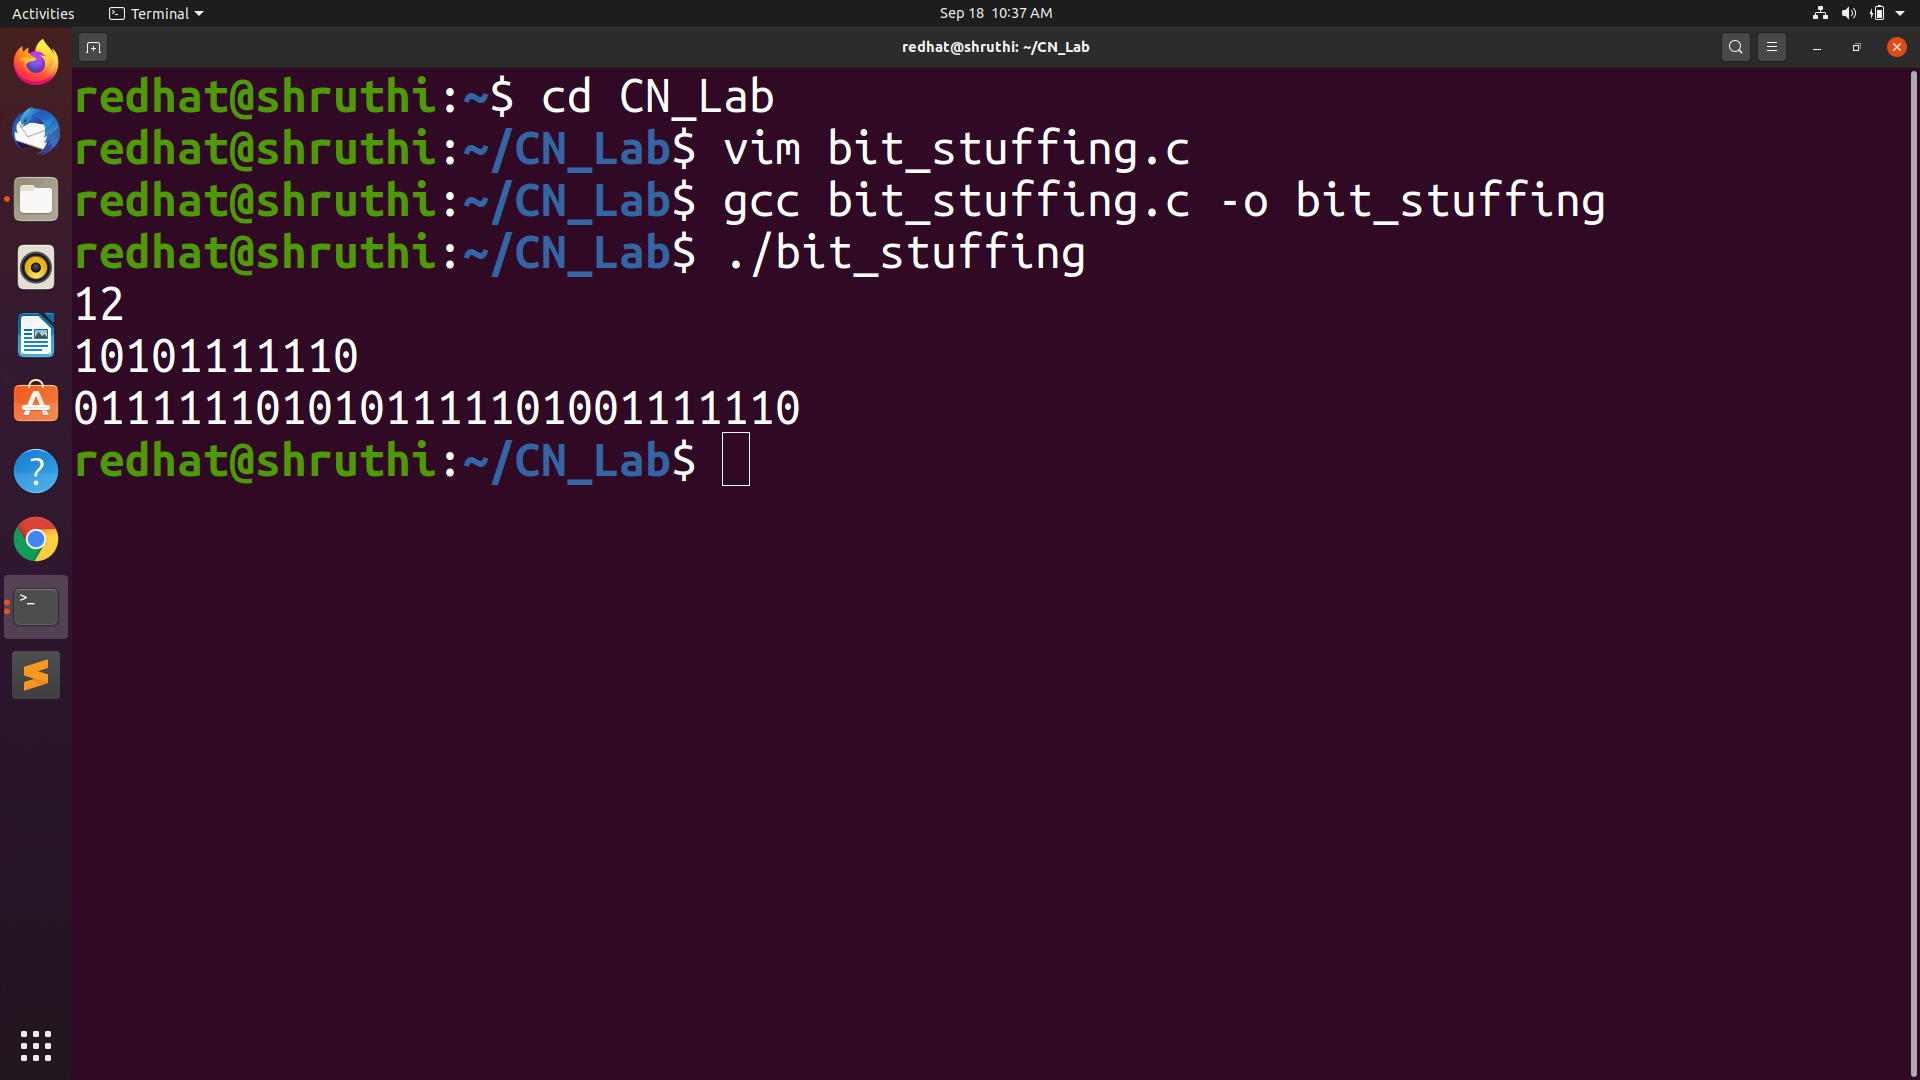 Activities Terminal Sep 18 10:37 AM
redhat@shruthi: ~/CN_Lab
redhat@shruthi:~$ cd CN_Lab
redhat@shruthi:~/CN_Lab$ vim bit_stuffing.c
redhat@shruthi:~/CN_Lab$ gcc bit_stuffing.c -o bit_stuffing
redhat@shruthi:~/CN_Lab$ ./bit_stuffing
12
10101111110
0111111010101111101001111110
redhat@shruthi:~/CN_Lab$